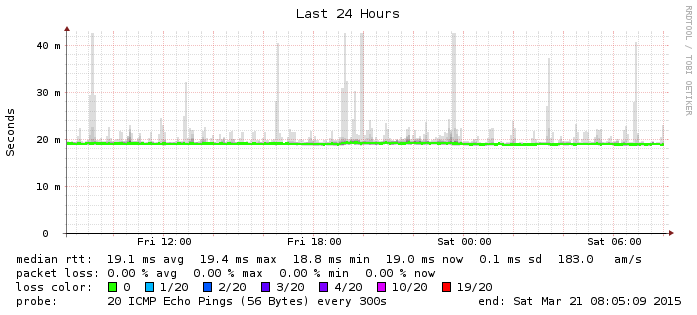 Last 24 Hours
RRDTOOL / TOBI OETIKER
Seconds
40 m
30 m
20 m
10 m
0
Fri 12:00 Fri 18:00 Sat 00:00 Sat 06:00
median rtt: 19.1 ms avg 19.4 ms max 18.8 ms min 19.0 ms now 0.1 ms sd 183.0 am/s
packet loss: 0.00 % avg 0.00 % max 0.00 % min 0.00 % now
loss color: 0 1/20 2/20 3/20 4/20 10/20 19/20
probe: 20 ICMP Echo Pings (56 Bytes) every 300s end: Sat Mar 21 08:05:09 2015